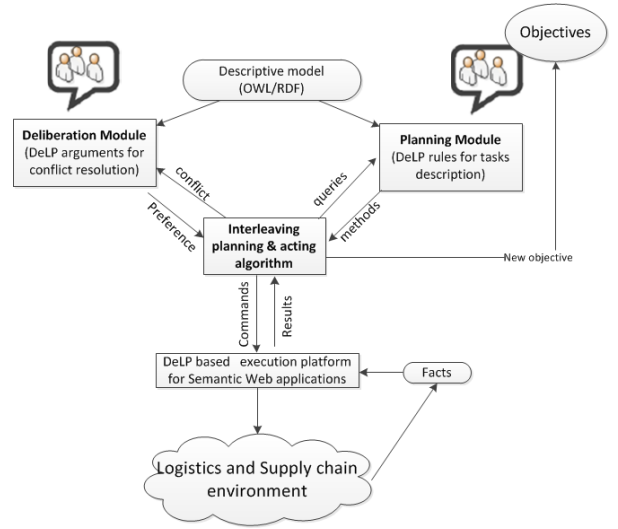 Objectives
Descriptive model
(OWL/RDF)
Deliberation Module
(DeLP arguments for
conflict resolution)
Planning Module
(DeLP rules for tasks
description)
conflict
queries
Preference
methods
Interleaving
planning & acting
algorithm
New objective
Commands
Results
DeLP based execution platform
for Semantic Web applications
Facts
Logistics and Supply chain
environment